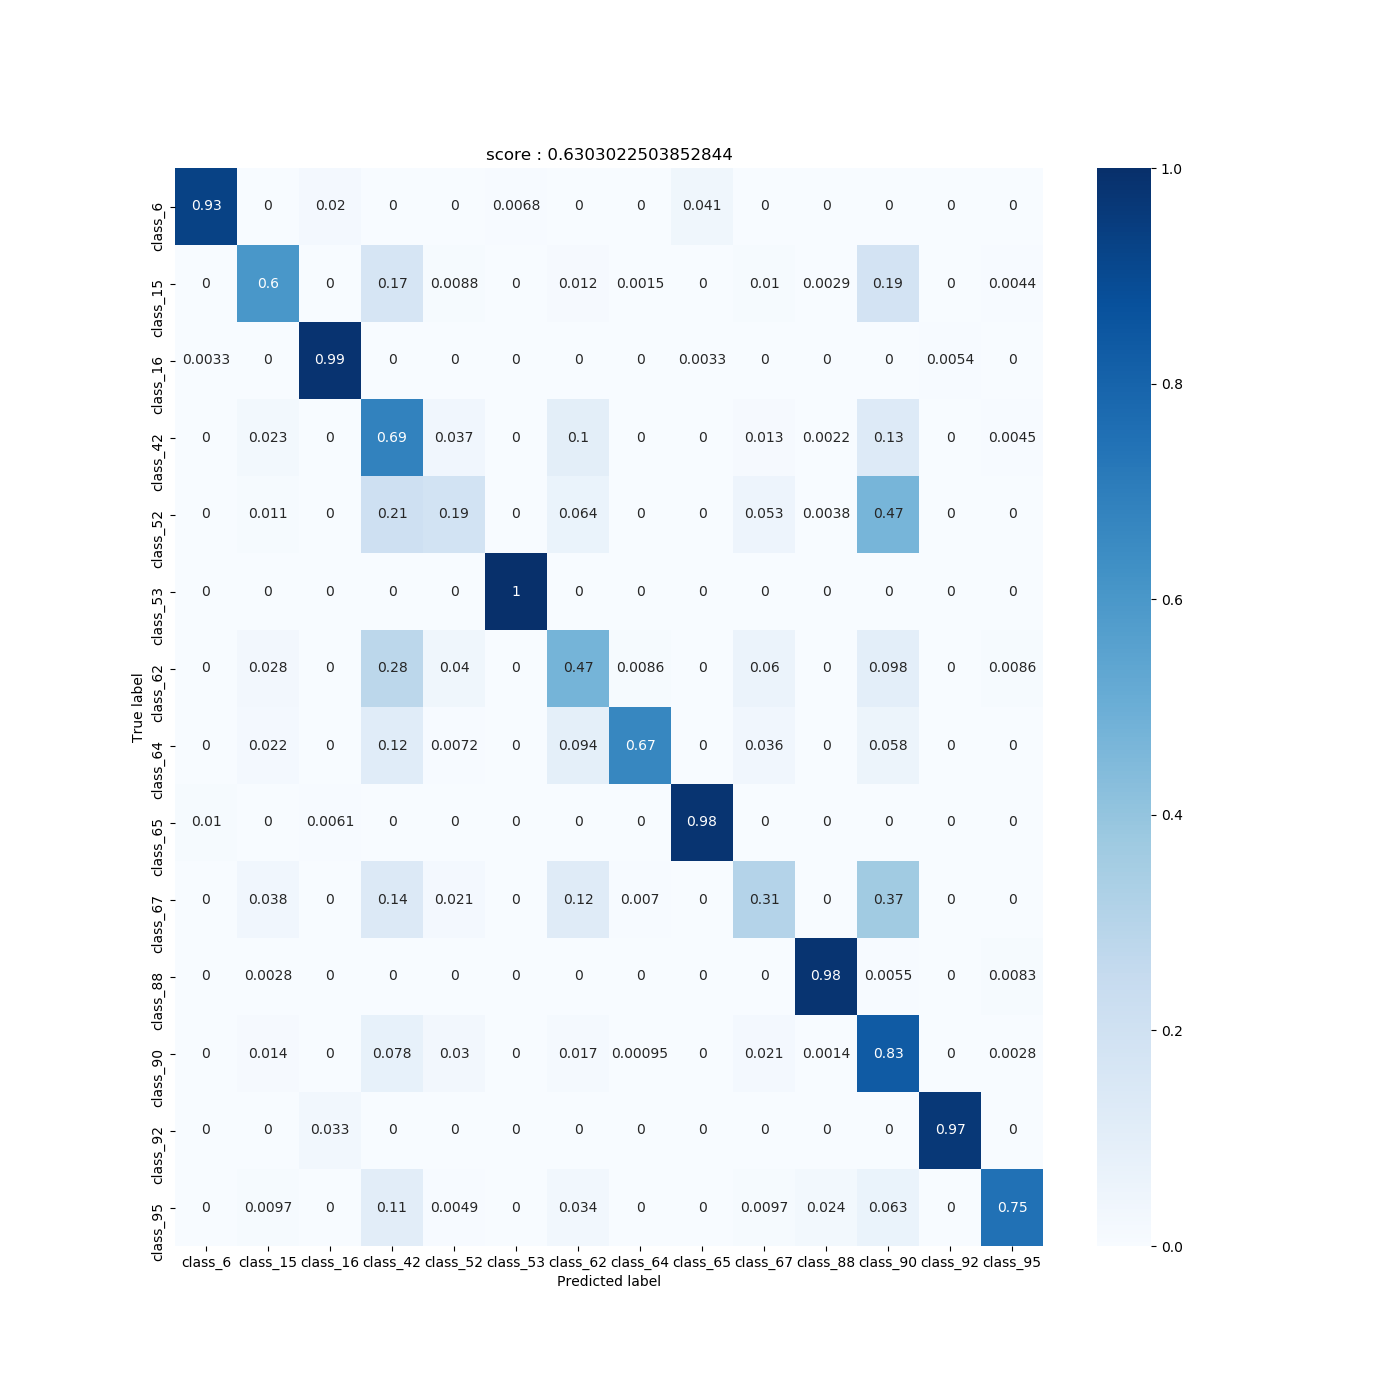 score : 0.6303022503852844
class_6 0.93 0 0.02 0 0 0.0068 0 0 0.041 0 0 0 0 0
class_15 0 0.6 0 0.17 0.0088 0 0.012 0.0015 0 0.01 0.0029 0.19 0 0.0044
class_16 0.0033 0 0.99 0 0 0 0 0 0.0033 0 0 0 0.0054 0
class_42 0 0.023 0 0.69 0.037 0 0.1 0 0 0.013 0.0022 0.13 0 0.0045
class_52 0 0.011 0 0.21 0.19 0 0.064 0 0 0.053 0.0038 0.47 0 0
class_53 0 0 0 0 0 1 0 0 0 0 0 0 0 0
class_62 0 0.028 0 0.28 0.04 0 0.47 0.0086 0 0.06 0 0.098 0 0.0086
class_64 0 0.022 0 0.12 0.0072 0 0.094 0.67 0 0.036 0 0.058 0 0
class_65 0.01 0 0.0061 0 0 0 0 0 0.98 0 0 0 0 0
class_67 0 0.038 0 0.14 0.021 0 0.12 0.007 0 0.31 0 0.37 0 0
class_88 0 0.0028 0 0 0 0 0 0 0 0 0.98 0.0055 0 0.0083
class_90 0 0.014 0 0.078 0.03 0 0.017 0.00095 0 0.021 0.0014 0.83 0 0.0028
class_92 0 0 0.033 0 0 0 0 0 0 0 0 0 0.97 0
class_95 0 0.0097 0 0.11 0.0049 0 0.034 0 0 0.0097 0.024 0.063 0 0.75
True label
class_6 class_15 class_16 class_42 class_52 class_53 class_62 class_64 class_65 class_67 class_88 class_90 class_92 class_95
Predicted label
1.0
0.8
0.6
0.4
0.2
0.0